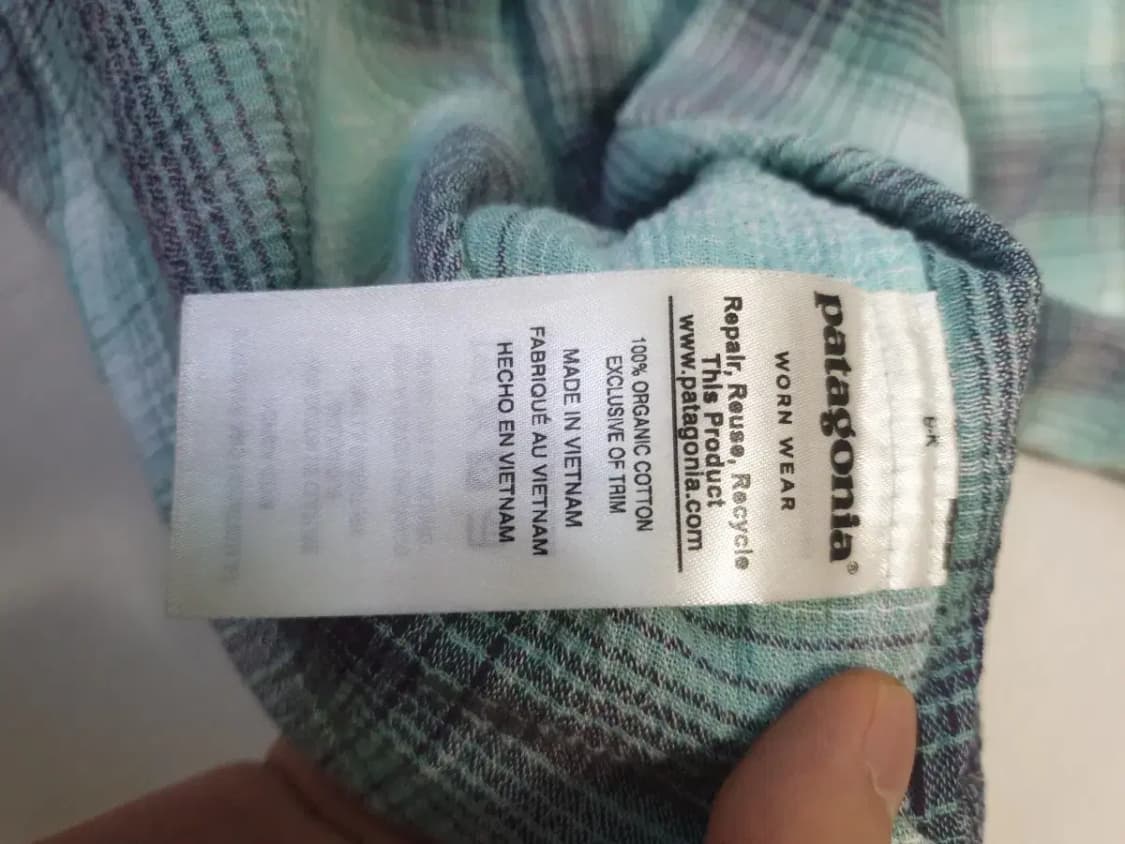 patagonia®
WORN WEAR
Repair, Reuse, Recycle
This Product
www.patagonia.com
100% ORGANIC COTTON
EXCLUSIVE OF TRIM
MADE IN VIETNAM
FABRIQUÉ AU VIETNAM
HECHO EN VIETNAM